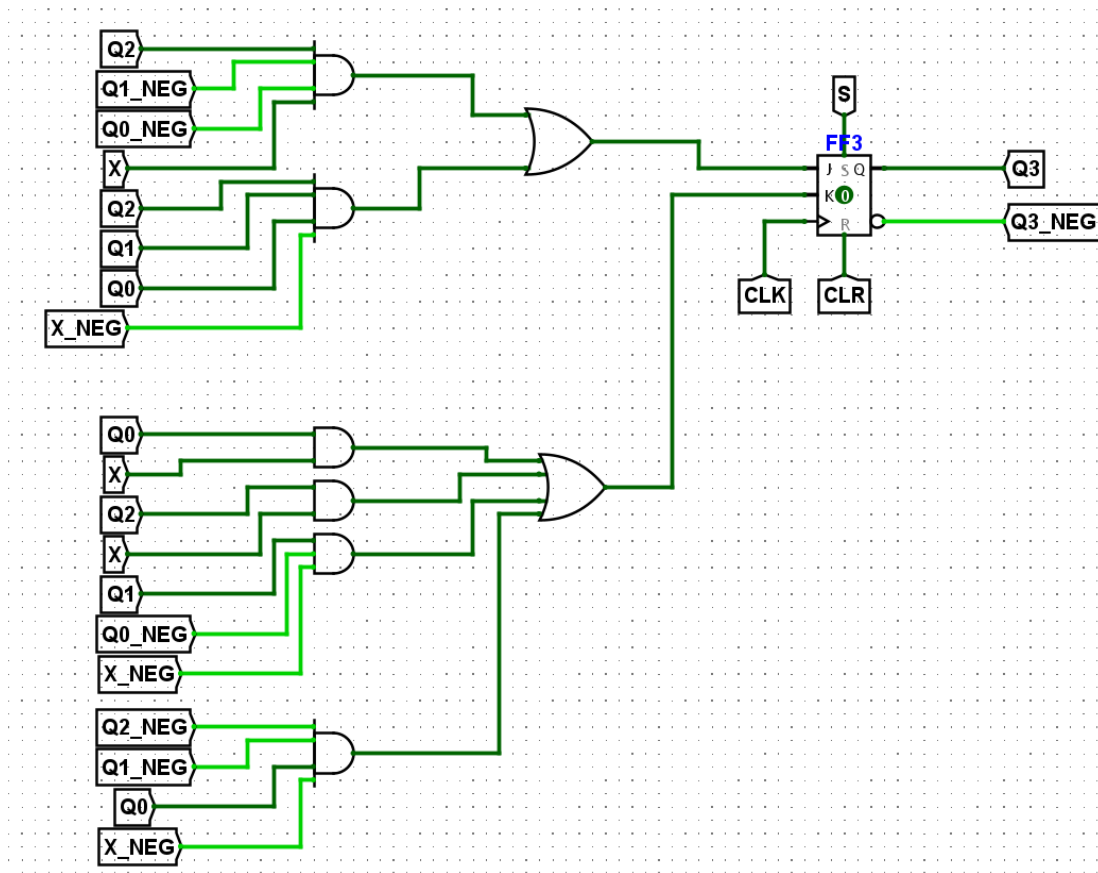 Q2
Q1_NEG
Q0_NEG
X
Q2
Q1
Q0
X_NEG
S
FF3
J S Q
K 0
R
Q3
Q3_NEG
CLK
CLR
Q0
X
Q2
X
Q1
Q0_NEG
X_NEG
Q2_NEG
Q1_NEG
Q0
X_NEG